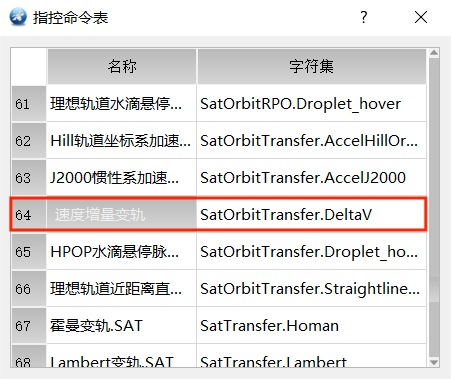 指控命令表
名称 字符集
61 理想轨道水滴悬停... SatOrbitRPO.Droplet_hover
62 Hill轨道坐标系加速... SatOrbitTransfer.AccelHillOr...
63 J2000惯性系加速... SatOrbitTransfer.AccelJ2000
64 速度增量变轨 SatOrbitTransfer.DeltaV
65 HPOP水滴悬停脉... SatOrbitTransfer.Droplet_ho...
66 理想轨道近距离直... SatOrbitTransfer.Straightline...
67 霍曼变轨.SAT SatTransfer.Homan
68 Lambert变轨.SAT SatTransfer.Lambert